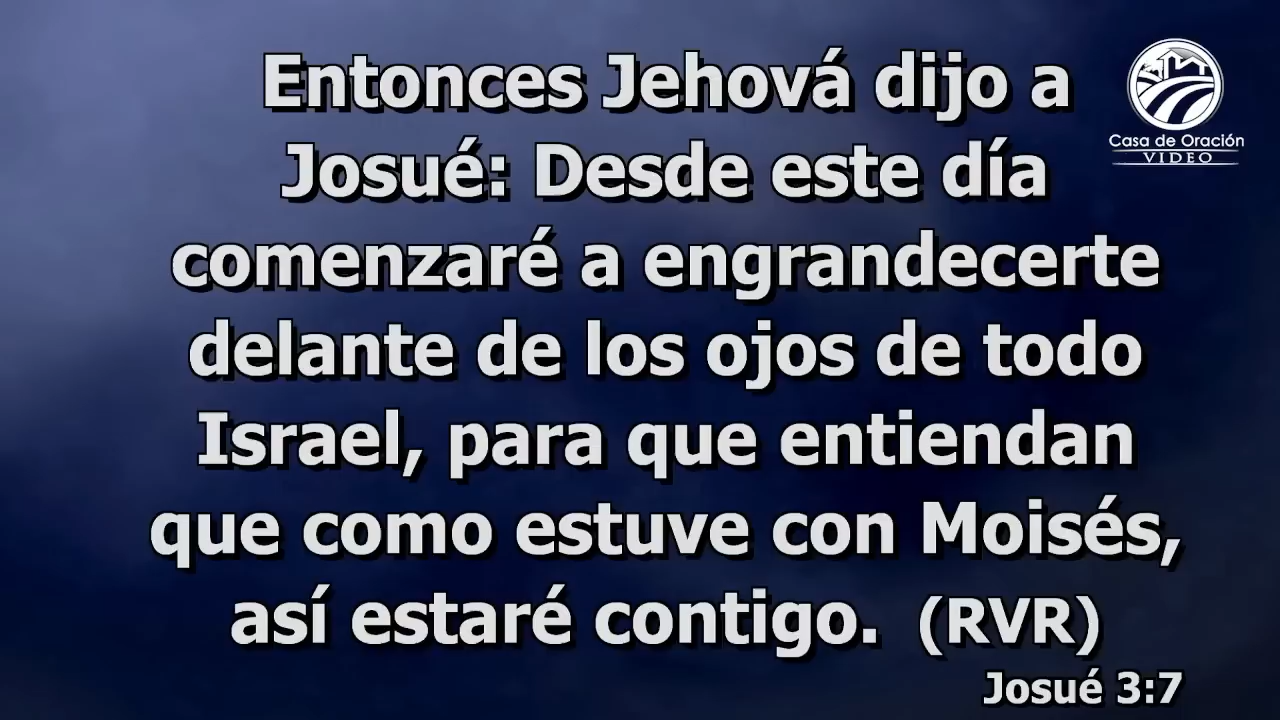 Entonces Jehová dijo a
Josué: Desde este día
comenzaré a engrandecerte
delante de los ojos de todo
Israel, para que entiendan
que como estuve con Moisés,
así estaré contigo. (RVR)
Josué 3:7
Casa de Oración
VIDEO